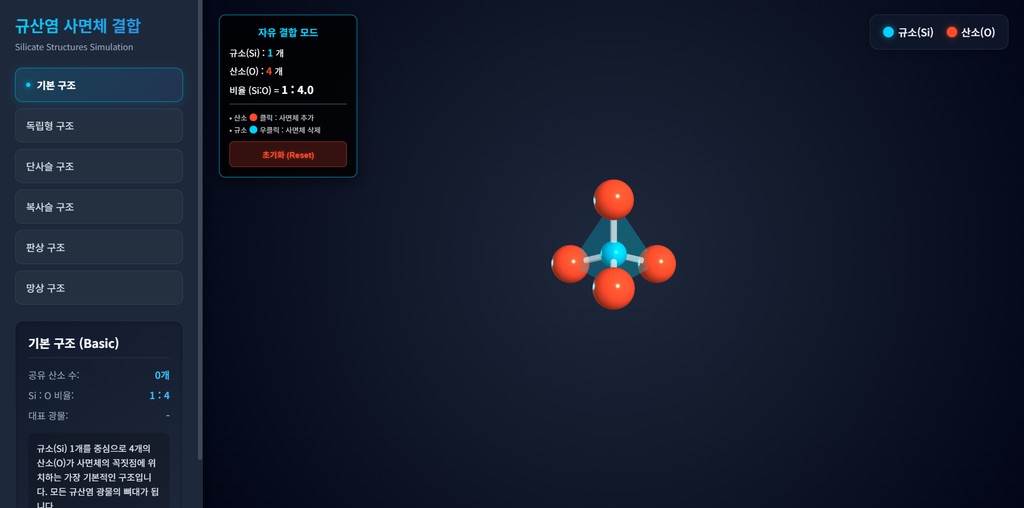 규산염 사면체 결합
Silicate Structures Simulation
기본 구조
독립형 구조
단사슬 구조
복사슬 구조
판상 구조
망상 구조
기본 구조 (Basic)
공유 산소 수: 0개
Si : O 비율: 1 : 4
대표 광물: -
규소(Si) 1개를 중심으로 4개의
산소(O)가 사면체의 꼭짓점에 위
치하는 가장 기본적인 구조입니
다. 모든 규산염 광물의 뼈대가 됩
니다.
자유 결합 모드
규소(Si) : 1 개
산소(O) : 4 개
비율 (Si:O) = 1 : 4.0
• 산소 클릭 : 사면체 추가
• 규소 우클릭 : 사면체 삭제
초기화 (Reset)
규소(Si) 산소(O)